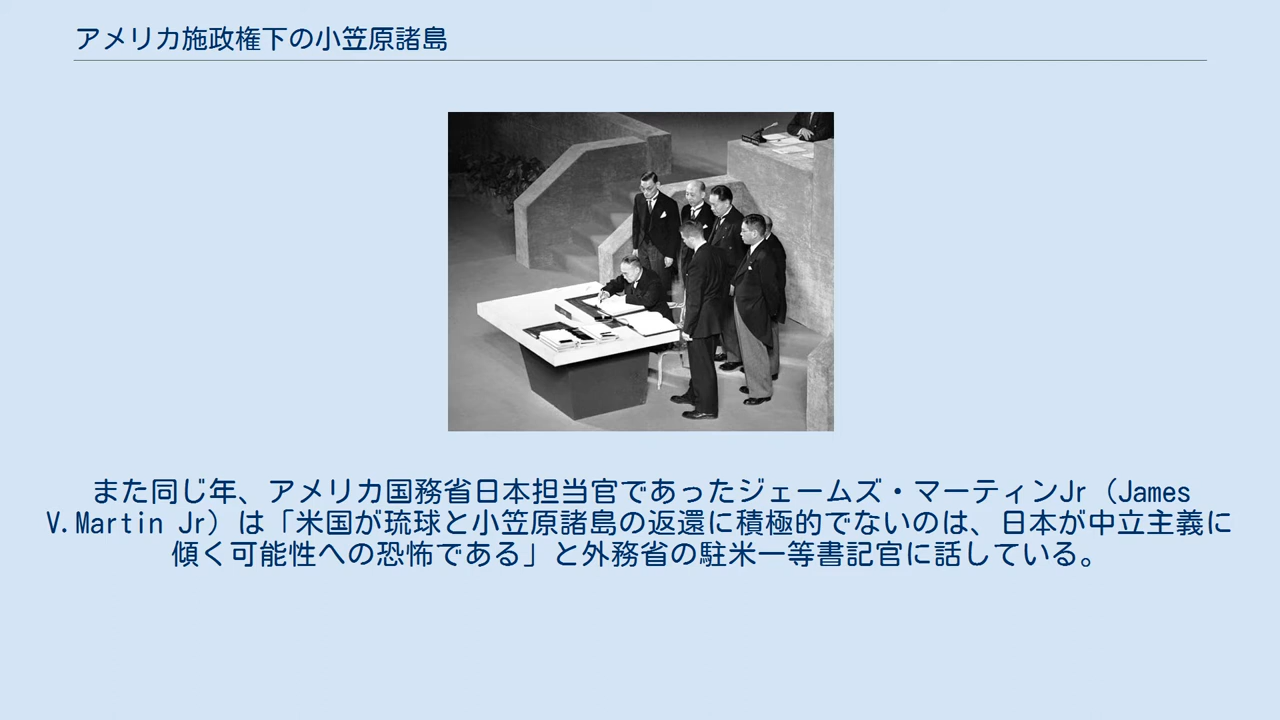 アメリカ施政権下の小笠原諸島
また同じ年、アメリカ国務省日本担当官であったジェームズ・マーティンJr（James
V.Martin Jr）は「米国が琉球と小笠原諸島の返還に積極的でないのは、日本が中立主義に
傾く可能性への恐怖である」と外務省の駐米一等書記官に話している。